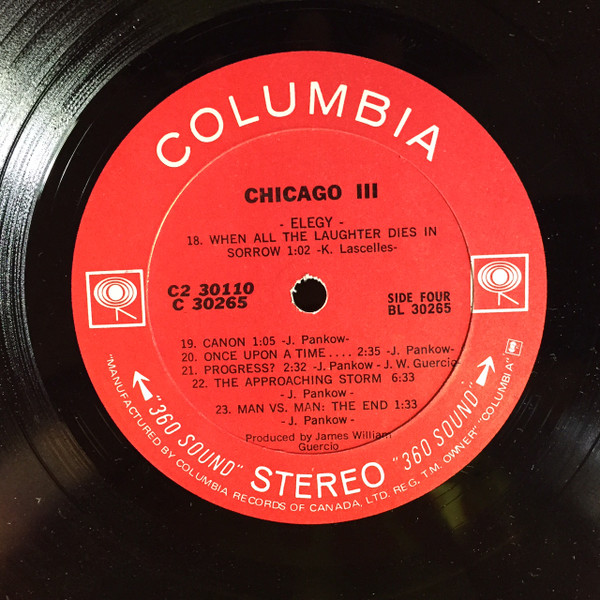 COLUMBIA
CHICAGO III
- ELEGY -
18. WHEN ALL THE LAUGHTER DIES IN
SORROW 1:02 -K. Lascelles-
C2 30110
C 30265
SIDE FOUR
BL 30265
19. CANON 1:05 -J. Pankow-
20. ONCE UPON A TIME.... 2:35 -J. Pankow-
21. PROGRESS? 2:32 -J. Pankow - J.W. Guercio-
22. THE APPROACHING STORM 6:33
- J. Pankow -
23. MAN VS. MAN: THE END 1:33
- J. Pankow -
Produced by James William
Guercio
"360 SOUND" STEREO "360 SOUND"
"MANUFACTURED BY COLUMBIA RECORDS OF CANADA, LTD. REG. T.M. OWNER" "COLUMBIA"